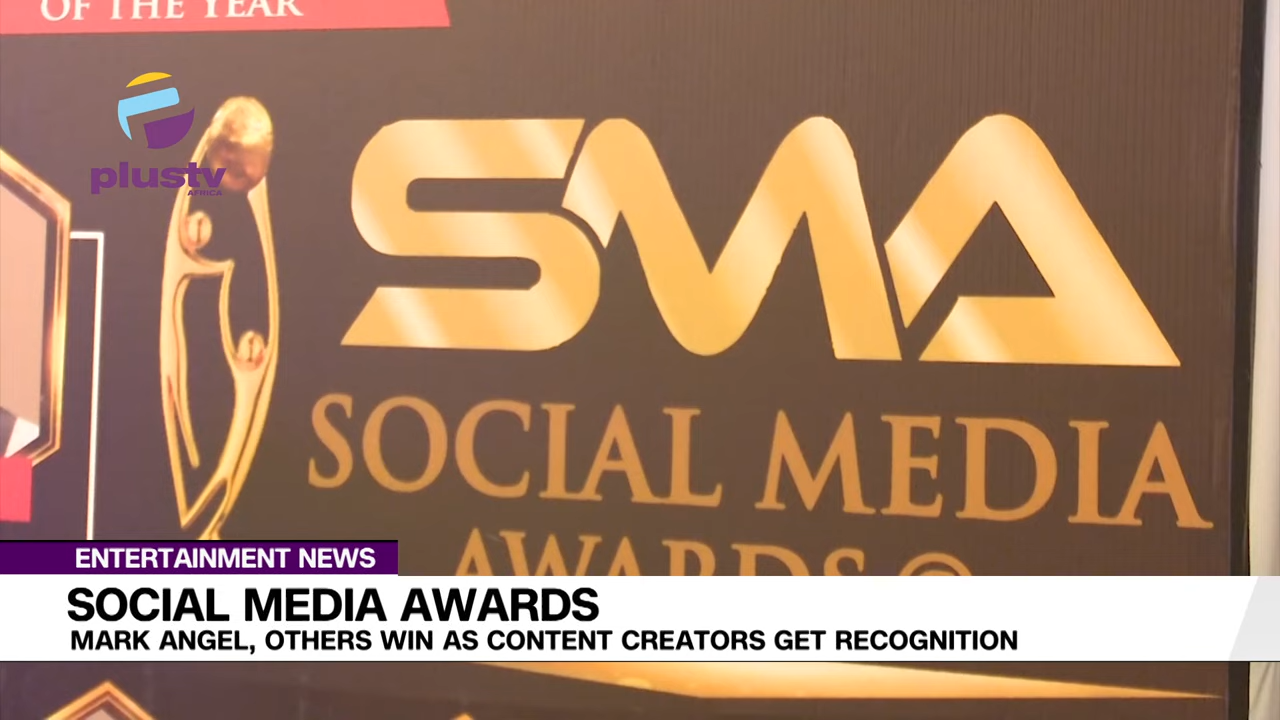 OF THE YEAR
plustv
AFRICA
SMA
SOCIAL MEDIA
AWARDS ©
ENTERTAINMENT NEWS
SOCIAL MEDIA AWARDS
MARK ANGEL, OTHERS WIN AS CONTENT CREATORS GET RECOGNITION